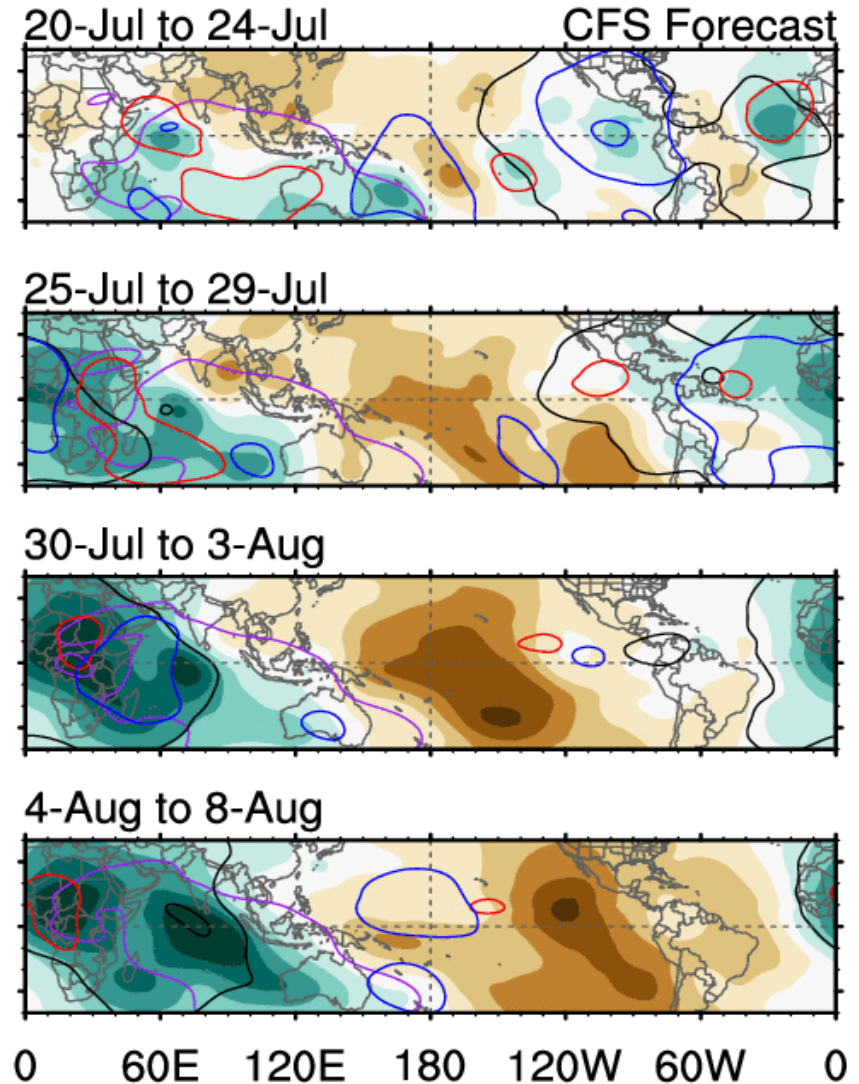 20-Jul to 24-Jul CFS Forecast
25-Jul to 29-Jul
30-Jul to 3-Aug
4-Aug to 8-Aug
0 60E 120E 180 120W 60W 0